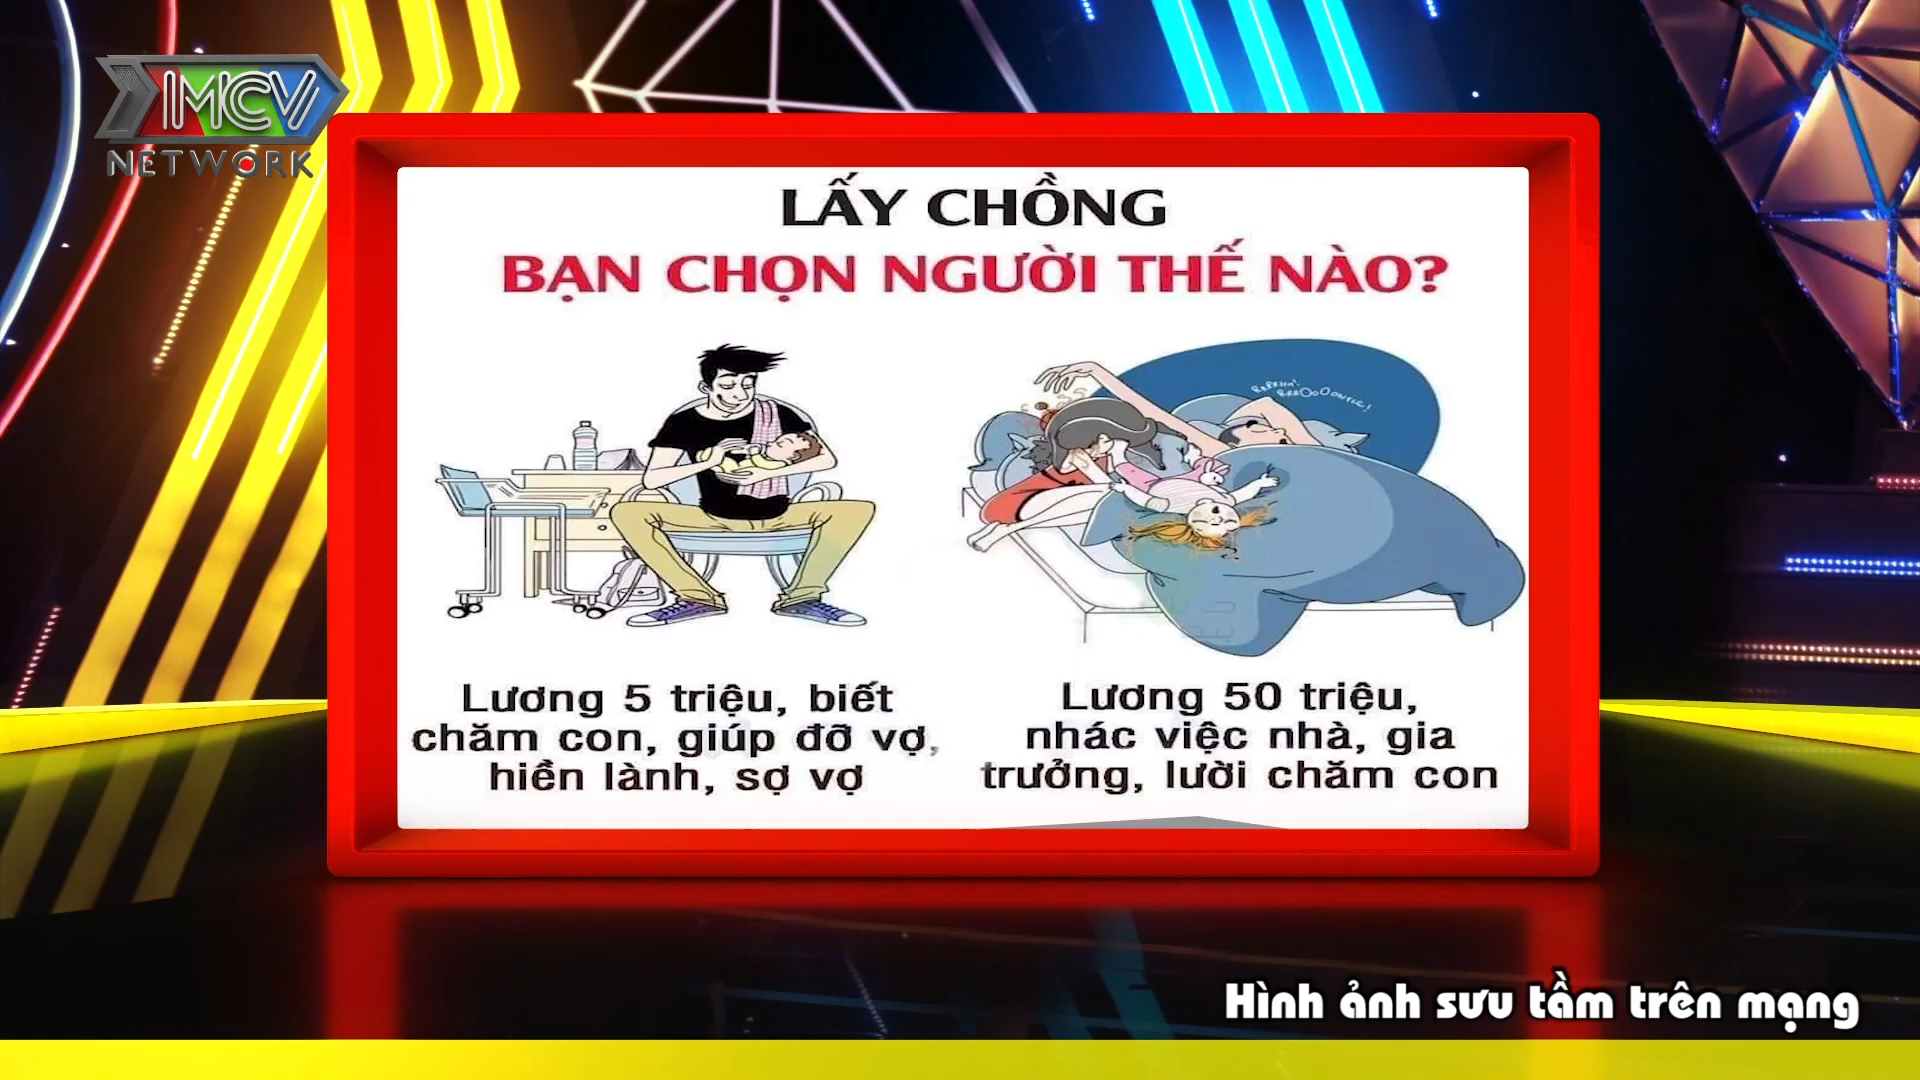 MCV
NETWORK
LẤY CHỒNG
BẠN CHỌN NGƯỜI THẾ NÀO?
Lương 5 triệu, biết
chăm con, giúp đỡ vợ,
hiền lành, sợ vợ
Lương 50 triệu,
nhác việc nhà, gia
trưởng, lười chăm con
Hình ảnh sưu tầm trên mạng